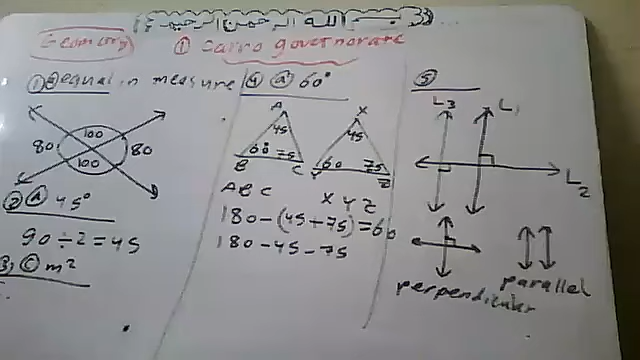 بسم الله الرحمن الرحيم
Geometry
① Cairo governorate
① ⓐ equal in measure
100
80
80
100
② ⓐ 45°
90 ÷ 2 = 45
3, ⓒ m²
④ ⓐ 60°
A
X
45
45
60 75
60 75
B C Y Z
A B C X Y Z
180 - (45 + 75) = 60
180 - 45 - 75
⑤
L3 L1
L2
perpendicular
parallel